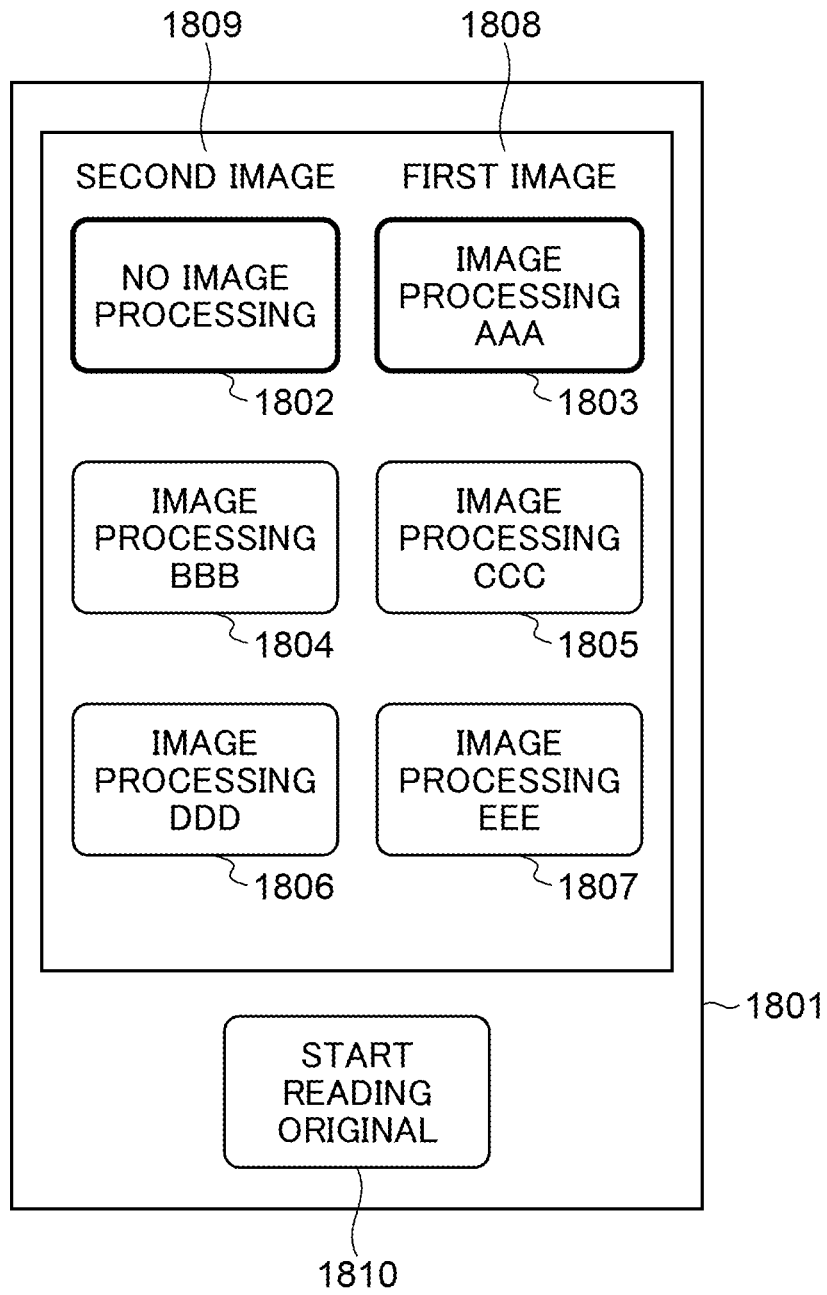 1809
1808
SECOND IMAGE
FIRST IMAGE
NO IMAGE
PROCESSING
1802
IMAGE
PROCESSING
AAA
1803
IMAGE
PROCESSING
BBB
1804
IMAGE
PROCESSING
CCC
1805
IMAGE
PROCESSING
DDD
1806
IMAGE
PROCESSING
EEE
1807
1801
START
READING
ORIGINAL
1810